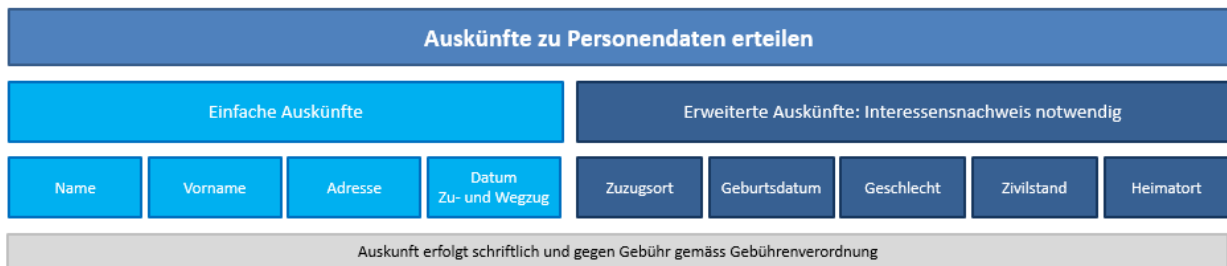 Auskünfte zu Personendaten erteilen
Einfache Auskünfte
Erweiterte Auskünfte: Interessensnachweis notwendig
Name
Vorname
Adresse
Datum
Zu- und Wegzug
Zuzugsort
Geburtsdatum
Geschlecht
Zivilstand
Heimatort
Auskunft erfolgt schriftlich und gegen Gebühr gemäss Gebührenverordnung